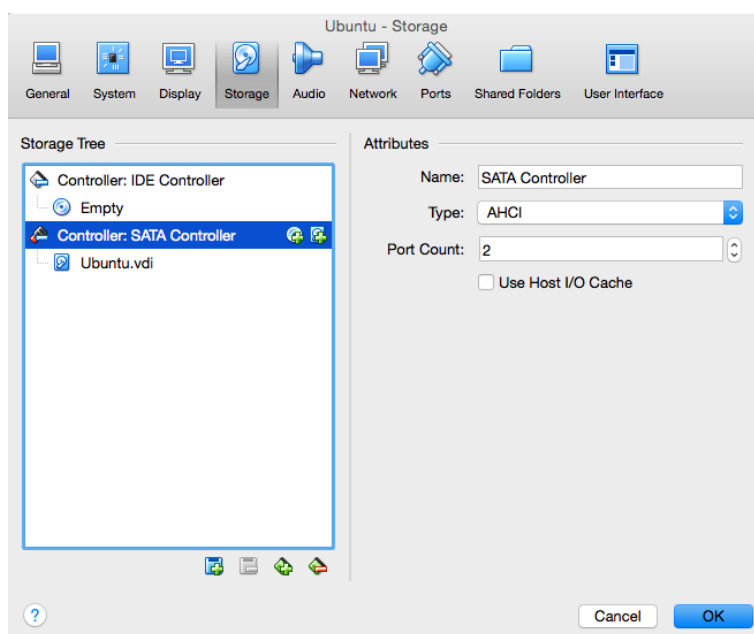 Ubuntu - Storage
General System Display Storage Audio Network Ports Shared Folders User Interface
Storage Tree
Controller: IDE Controller
Empty
Controller: SATA Controller
Ubuntu.vdi
Attributes
Name: SATA Controller
Type: AHCI
Port Count: 2
Use Host I/O Cache
?
Cancel OK